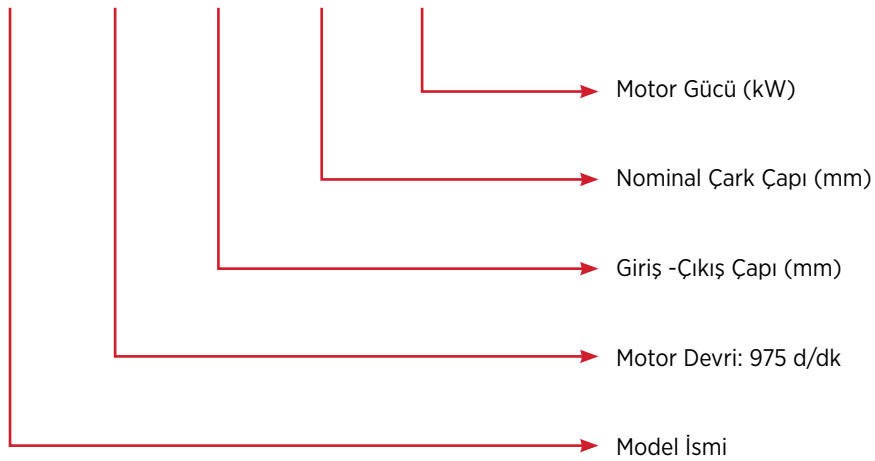 Motor Gücü (kW)
Nominal Çark Çapı (mm)
Giriş -Çıkış Çapı (mm)
Motor Devri: 975 d/dk
Model İsmi